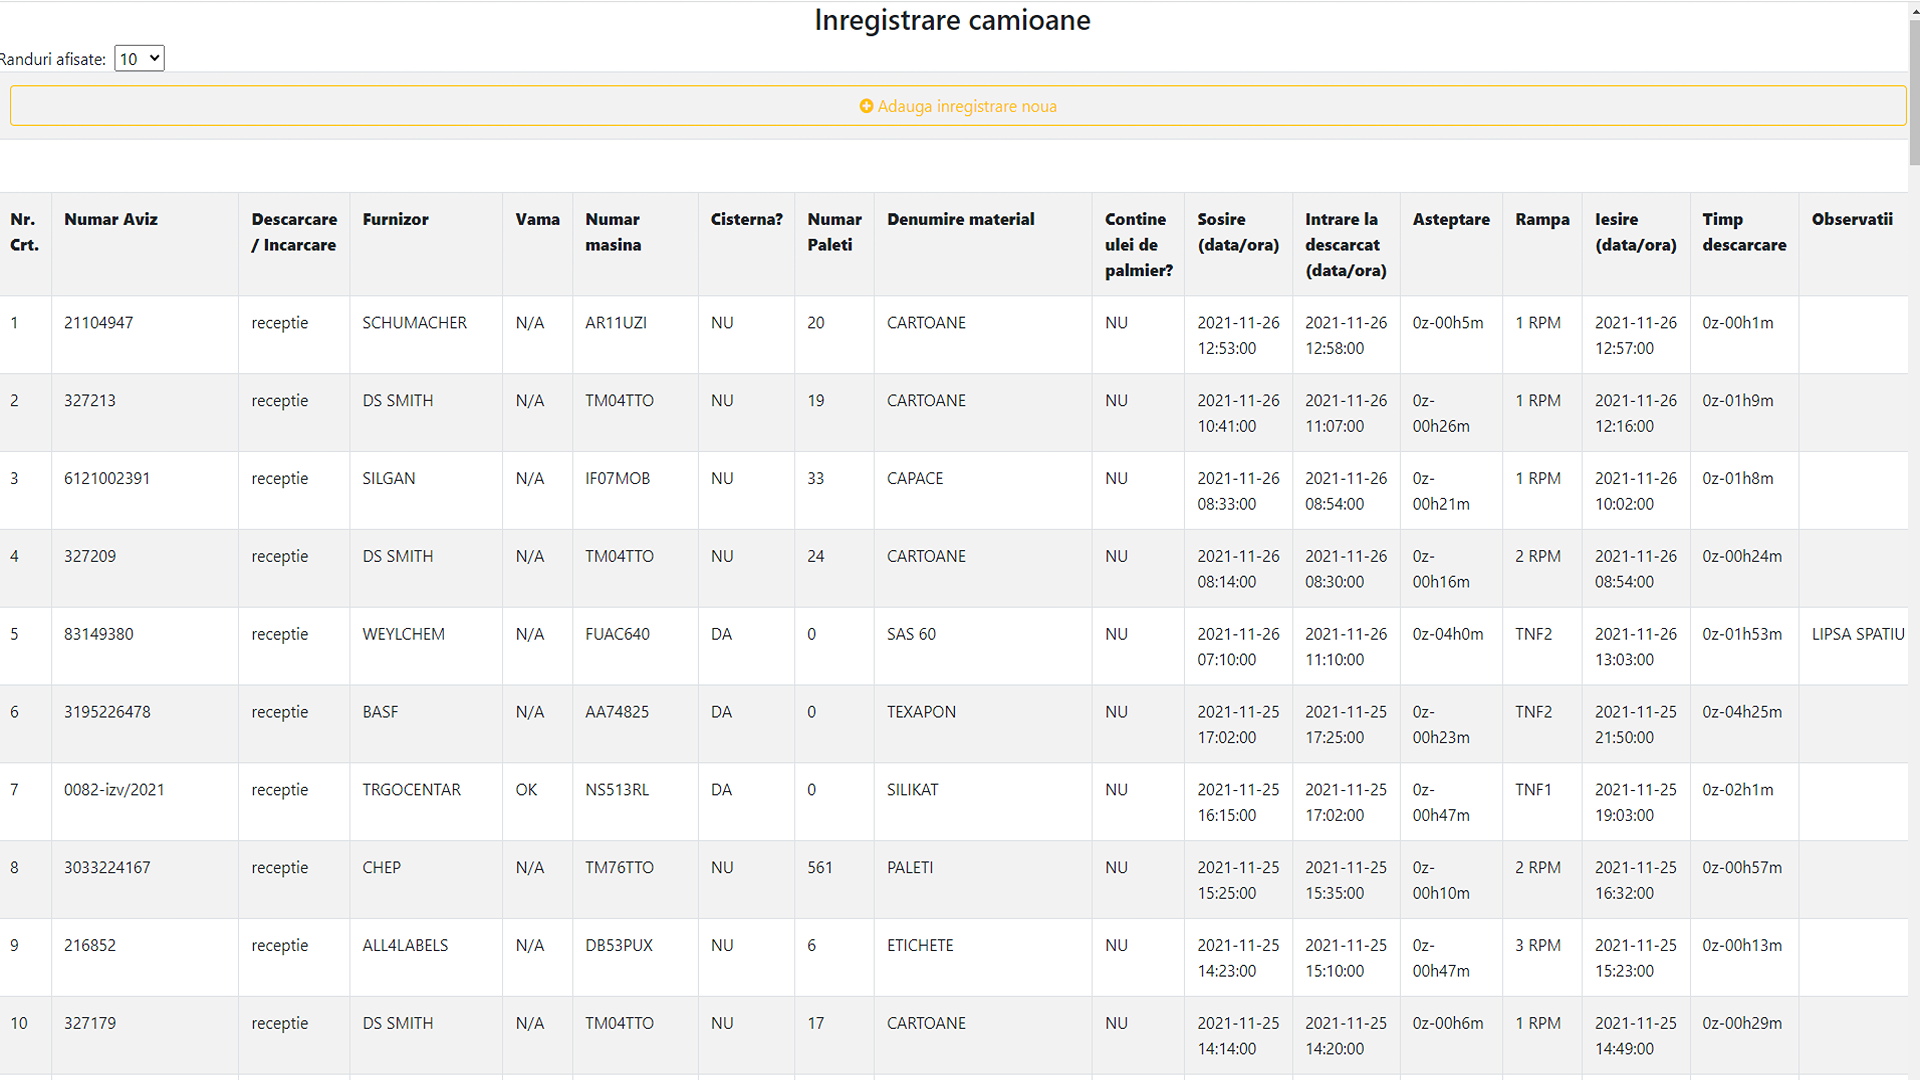 Inregistrare camioane
Randuri afisate: 10
Adauga inregistrare noua
Nr. Crt. Numar Aviz Descarcare / Incarcare Furnizor Vama Numar masina Cisterna? Numar Paleti Denumire material Contine ulei de palmier? Sosire (data/ora) Intrare la descarcat (data/ora) Asteptare Rampa Iesire (data/ora) Timp descarcare Observatii
1 21104947 receptie SCHUMACHER N/A AR11UZI NU 20 CARTOANE NU 2021-11-26 12:53:00 2021-11-26 12:58:00 0z-00h5m 1 RPM 2021-11-26 12:57:00 0z-00h1m
2 327213 receptie DS SMITH N/A TM04TTO NU 19 CARTOANE NU 2021-11-26 10:41:00 2021-11-26 11:07:00 0z-00h26m 1 RPM 2021-11-26 12:16:00 0z-01h9m
3 6121002391 receptie SILGAN N/A IF07MOB NU 33 CAPACE NU 2021-11-26 08:33:00 2021-11-26 08:54:00 0z-00h21m 1 RPM 2021-11-26 10:02:00 0z-01h8m
4 327209 receptie DS SMITH N/A TM04TTO NU 24 CARTOANE NU 2021-11-26 08:14:00 2021-11-26 08:30:00 0z-00h16m 2 RPM 2021-11-26 08:54:00 0z-00h24m
5 83149380 receptie WEYLCHEM N/A FUAC640 DA 0 SAS 60 NU 2021-11-26 07:10:00 2021-11-26 11:10:00 0z-04h0m TNF2 2021-11-26 13:03:00 0z-01h53m LIPSA SPATIU
6 3195226478 receptie BASF N/A AA74825 DA 0 TEXAPON NU 2021-11-25 17:02:00 2021-11-25 17:25:00 0z-00h23m TNF2 2021-11-25 21:50:00 0z-04h25m
7 0082-izv/2021 receptie TRGOCENTAR OK NS513RL DA 0 SILIKAT NU 2021-11-25 16:15:00 2021-11-25 17:02:00 0z-00h47m TNF1 2021-11-25 19:03:00 0z-02h1m
8 3033224167 receptie CHEP N/A TM76TTO NU 561 PALETI NU 2021-11-25 15:25:00 2021-11-25 15:35:00 0z-00h10m 2 RPM 2021-11-25 16:32:00 0z-00h57m
9 216852 receptie ALL4LABELS N/A DB53PUX NU 6 ETICHETE NU 2021-11-25 14:23:00 2021-11-25 15:10:00 0z-00h47m 3 RPM 2021-11-25 15:23:00 0z-00h13m
10 327179 receptie DS SMITH N/A TM04TTO NU 17 CARTOANE NU 2021-11-25 14:14:00 2021-11-25 14:20:00 0z-00h6m 1 RPM 2021-11-25 14:49:00 0z-00h29m